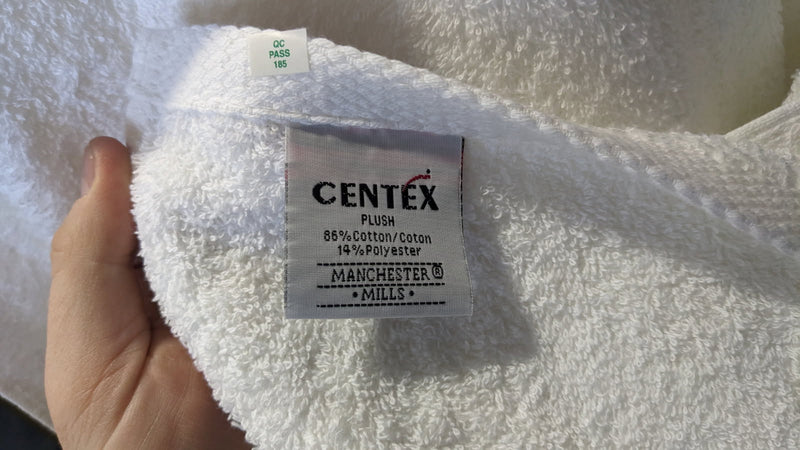 QC
PASS
185
CENTEX
PLUSH
86% Cotton/Coton
14% Polyester
MANCHESTER®
• MILLS •